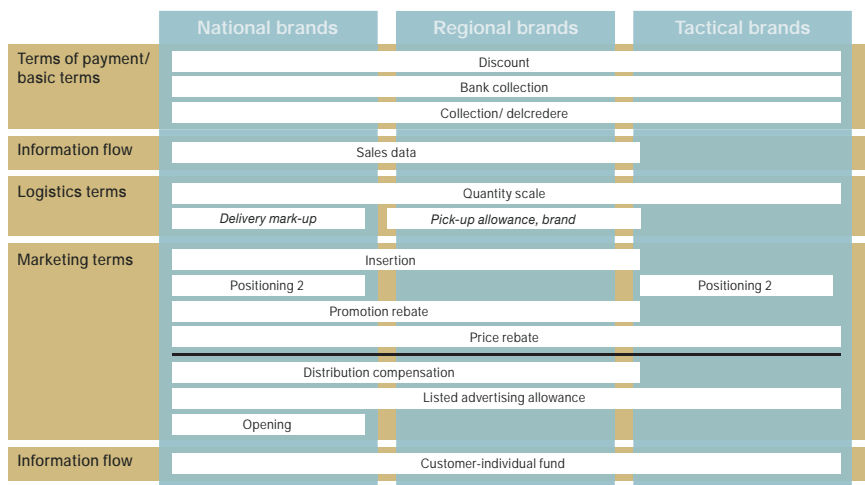 National brands
Regional brands
Tactical brands
Terms of payment/
basic terms
Discount
Bank collection
Collection/ delcredere
Information flow
Sales data
Logistics terms
Quantity scale
Delivery mark-up
Pick-up allowance, brand
Marketing terms
Insertion
Positioning 2
Positioning 2
Promotion rebate
Price rebate
Distribution compensation
Listed advertising allowance
Opening
Information flow
Customer-individual fund